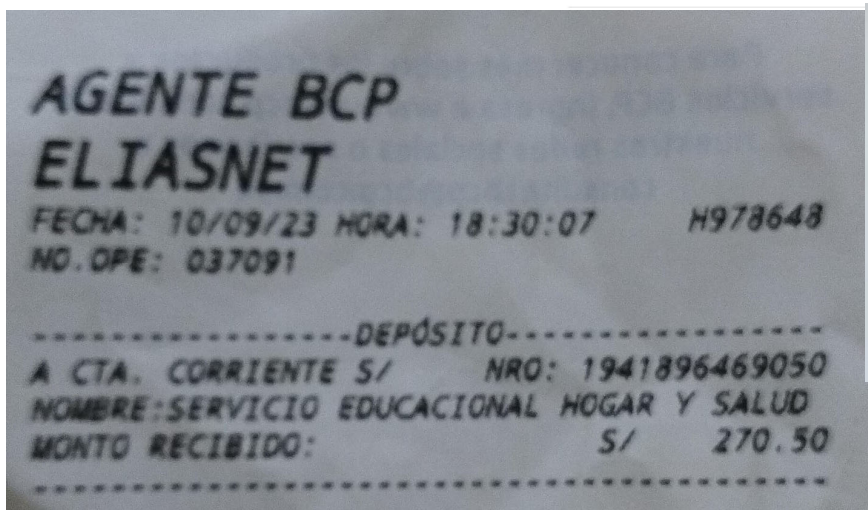 AGENTE BCP
ELIASNET
FECHA: 10/09/23 HORA: 18:30:07 H978648
NO.OPE: 037091
-----------------DEPÓSITO-----------------
A CTA. CORRIENTE S/ NRO: 1941896469050
NOMBRE:SERVICIO EDUCACIONAL HOGAR Y SALUD
MONTO RECIBIDO: S/ 270.50